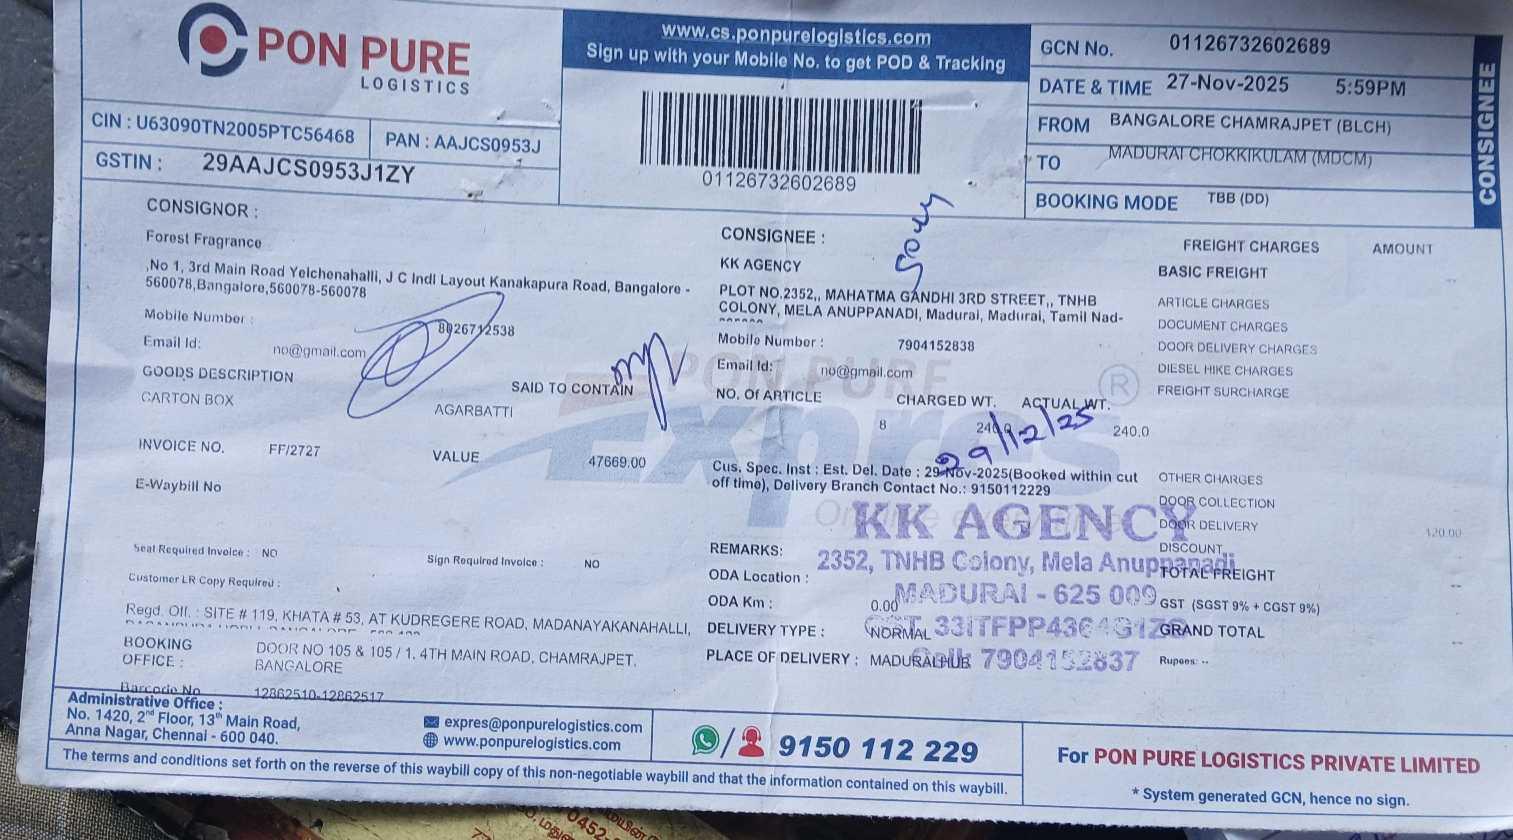 PON PURE
LOGISTICS
CIN : U63090TN2005PTC56468
PAN : AAJCS0953J
GSTIN : 29AAJCS0953J1ZY
www.cs.ponpurelogistics.com
Sign up with your Mobile No. to get POD & Tracking
01126732602689
GCN No. 01126732602689
DATE & TIME 27-Nov-2025 5:59PM
FROM BANGALORE CHAMRAJPET (BLCH)
TO MADURAI CHOKKIKULAM (MDCM)
BOOKING MODE TBB (DD)
CONSIGNEE
CONSIGNOR :
Forest Fragrance
,No 1, 3rd Main Road Yelchenahalli, J C Indl Layout Kanakapura Road, Bangalore -
560078,Bangalore,560078-560078
Mobile Number : 8026712538
Email Id: no@gmail.com
GOODS DESCRIPTION SAID TO CONTAIN
CARTON BOX AGARBATTI
INVOICE NO. FF/2727 VALUE 47669.00
E-Waybill No
Seal Required Invoice : NO Sign Required Invoice : NO
Customer LR Copy Required :
Regd. Off. : SITE # 119, KHATA # 53, AT KUDREGERE ROAD, MADANAYAKANAHALLI,
BOOKING OFFICE : DOOR NO 105 & 105 / 1, 4TH MAIN ROAD, CHAMRAJPET,
BANGALORE
Barcode No 12862510-12862517
CONSIGNEE :
KK AGENCY
PLOT NO.2352,, MAHATMA GANDHI 3RD STREET,, TNHB
COLONY, MELA ANUPPANADI, Madurai, Madurai, Tamil Nad-
Mobile Number : 7904152838
Email Id: no@gmail.com
NO. Of ARTICLE CHARGED WT. ACTUAL WT.
8 240.0 240.0
29/12/25
Cus. Spec. Inst : Est. Del. Date : 29-Nov-2025(Booked within cut
off time), Delivery Branch Contact No.: 9150112229
PON PURE
Expres
KK AGENCY
2352, TNHB Colony, Mela Anuppanadi
MADURAI - 625 009
7904152837
REMARKS:
ODA Location :
ODA Km : 0.00
DELIVERY TYPE : NORMAL
PLACE OF DELIVERY : MADURAI,HUB
FREIGHT CHARGES AMOUNT
BASIC FREIGHT
ARTICLE CHARGES
DOCUMENT CHARGES
DOOR DELIVERY CHARGES
DIESEL HIKE CHARGES
FREIGHT SURCHARGE
OTHER CHARGES
DOOR COLLECTION
DOOR DELIVERY 120.00
DISCOUNT
TOTAL FREIGHT --
GST (SGST 9% + CGST 9%)
GRAND TOTAL --
Rupees: --
Administrative Office :
No. 1420, 2nd Floor, 13th Main Road,
Anna Nagar, Chennai - 600 040.
expres@ponpurelogistics.com
www.ponpurelogistics.com
9150 112 229
For PON PURE LOGISTICS PRIVATE LIMITED
* System generated GCN, hence no sign.
The terms and conditions set forth on the reverse of this waybill copy of this non-negotiable waybill and that the information contained on this waybill.
0452-